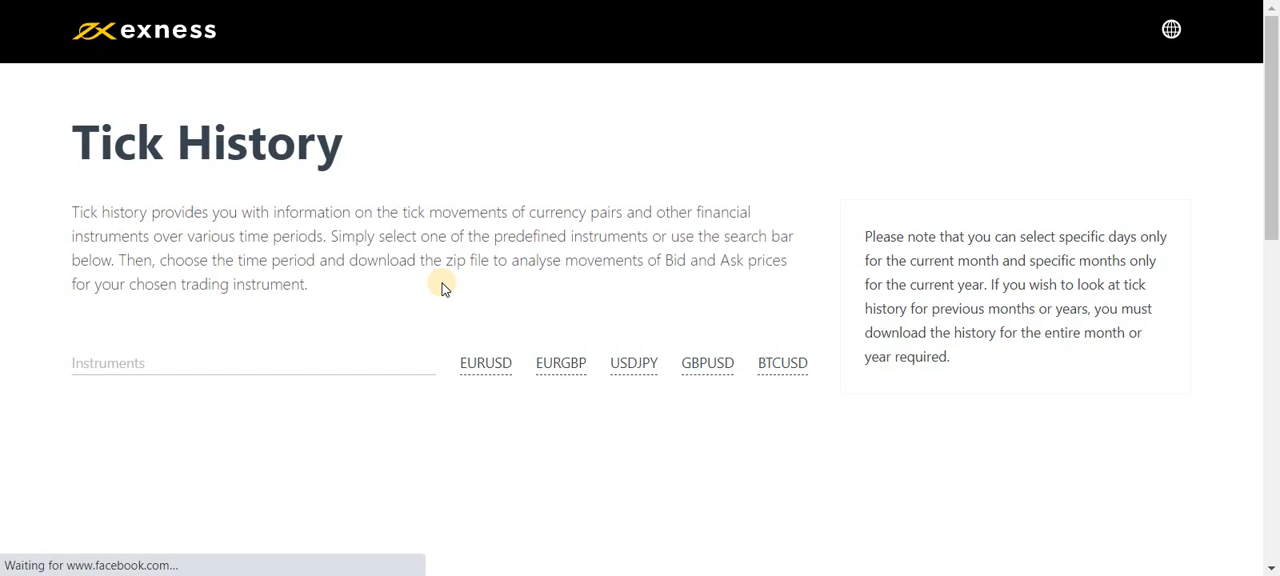 exness
Tick History
Tick history provides you with information on the tick movements of currency pairs and other financial
instruments over various time periods. Simply select one of the predefined instruments or use the search bar
below. Then, choose the time period and download the zip file to analyse movements of Bid and Ask prices
for your chosen trading instrument.
Please note that you can select specific days only
for the current month and specific months only
for the current year. If you wish to look at tick
history for previous months or years, you must
download the history for the entire month or
year required.
Instruments EURUSD EURGBP USDJPY GBPUSD BTCUSD
Waiting for www.facebook.com...